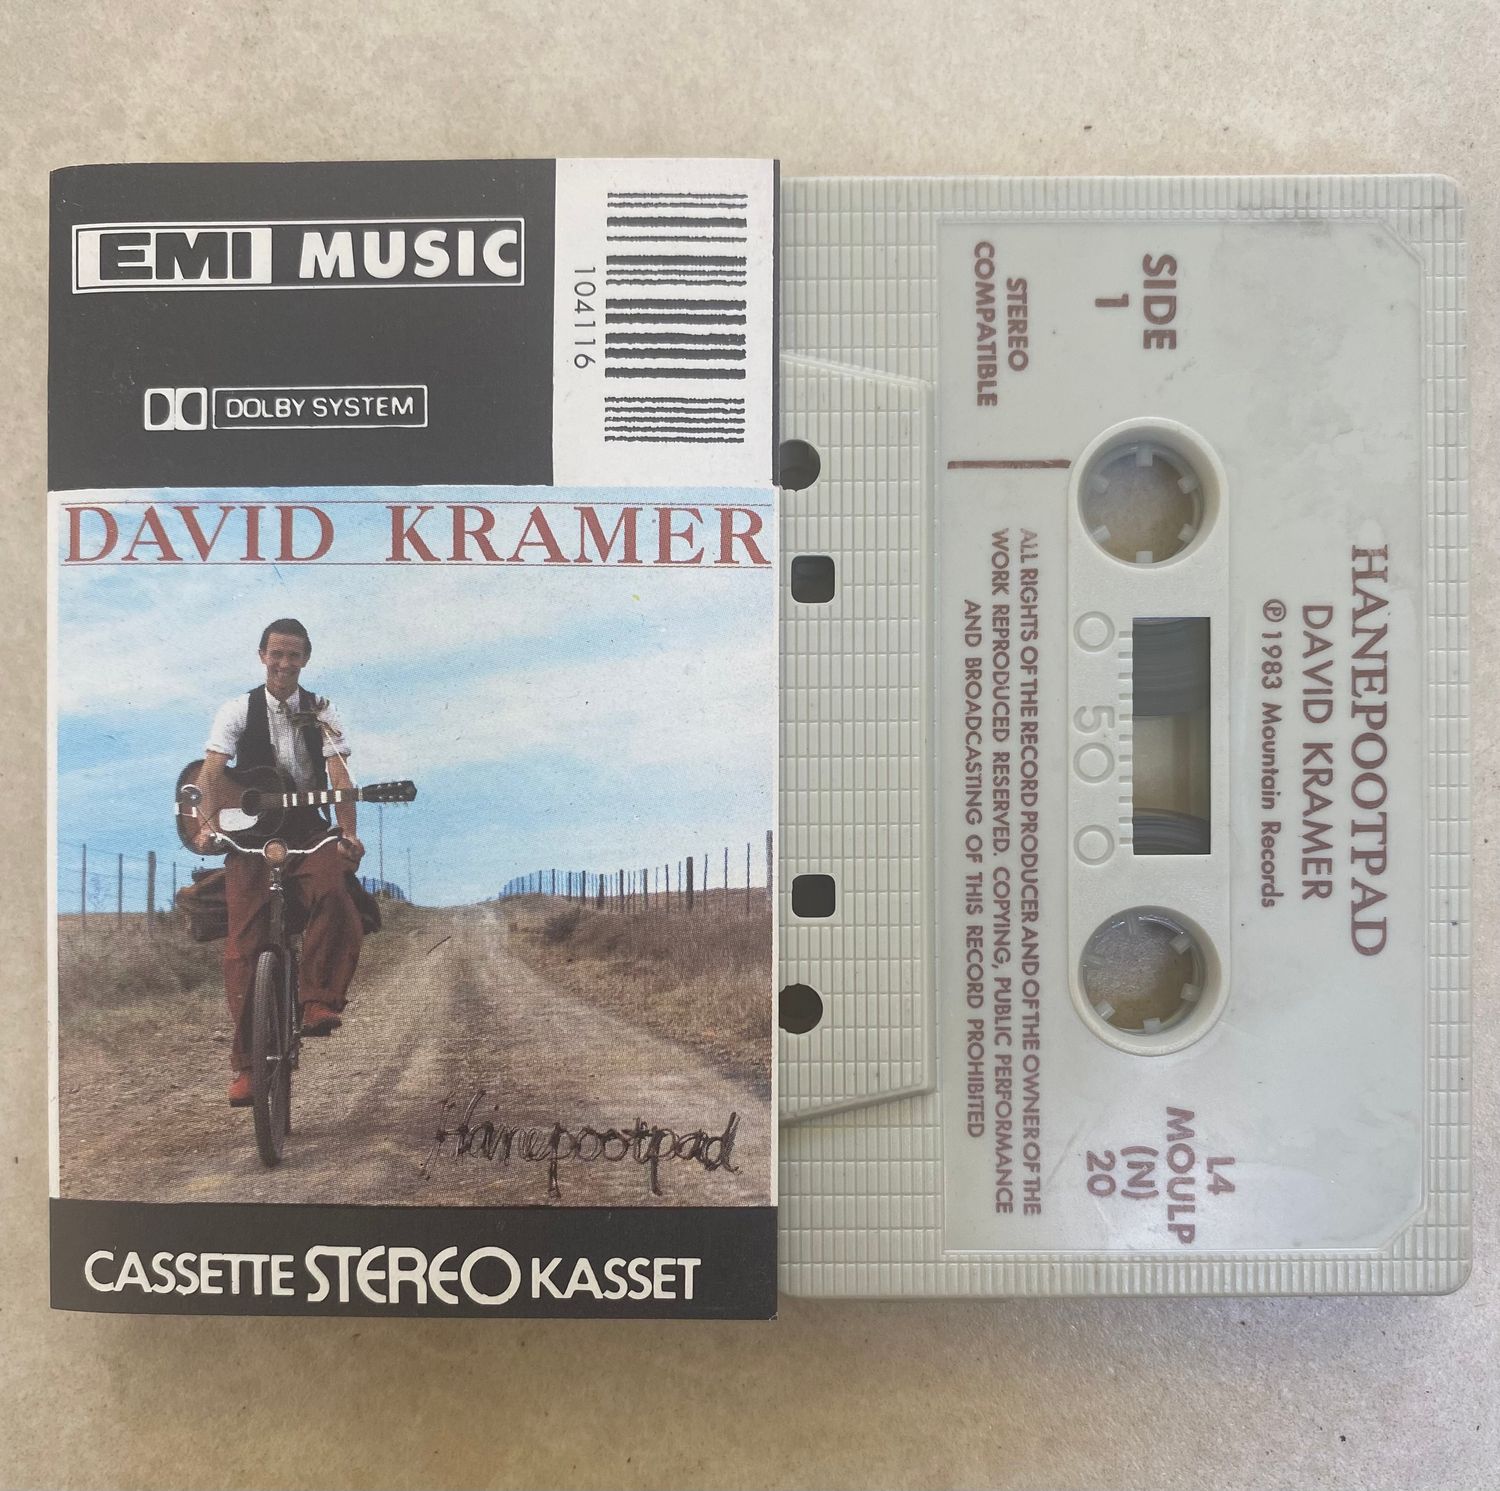 EMI MUSIC
DOLBY SYSTEM
104116
DAVID KRAMER
Hanepootpad
CASSETTE STEREO KASSET
HANEPOOTPAD
DAVID KRAMER
℗ 1983 Mountain Records
SIDE
1
STEREO
COMPATIBLE
0 50 0
L4
MOULP
(N)
20
ALL RIGHTS OF THE RECORD PRODUCER AND OF THE OWNER OF THE
WORK REPRODUCED RESERVED. COPYING, PUBLIC PERFORMANCE
AND BROADCASTING OF THIS RECORD PROHIBITED